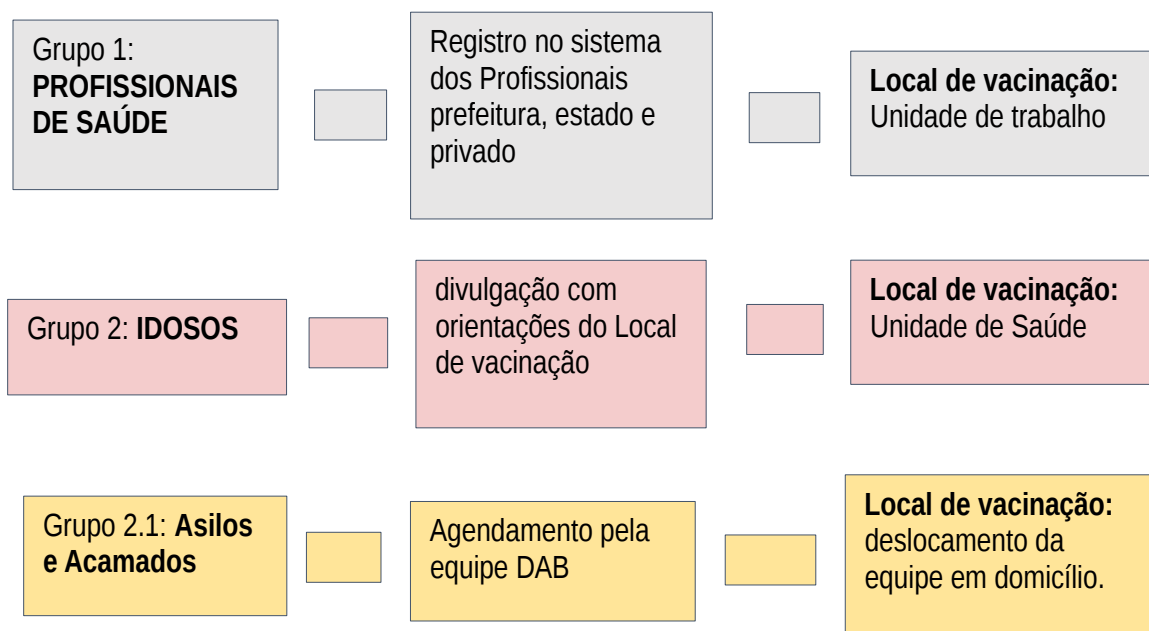 Grupo 1:
PROFISSIONAIS
DE SAÚDE
Registro no sistema
dos Profissionais
prefeitura, estado e
privado
Local de vacinação:
Unidade de trabalho
Grupo 2: IDOSOS
divulgação com
orientações do Local
de vacinação
Local de vacinação:
Unidade de Saúde
Grupo 2.1: Asilos
e Acamados
Agendamento pela
equipe DAB
Local de vacinação:
deslocamento da
equipe em domicílio.